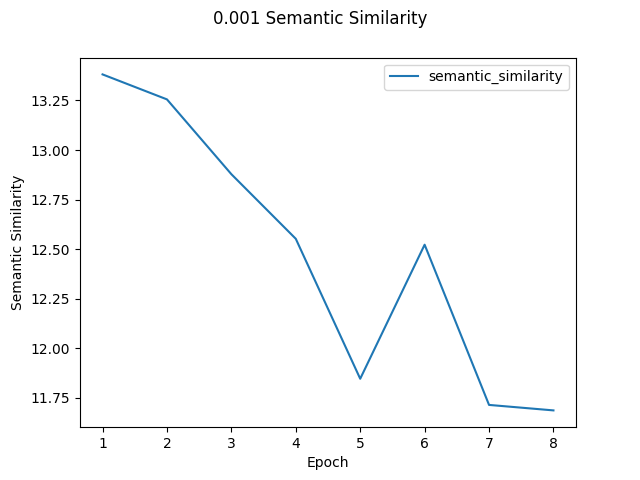 0.001 Semantic Similarity
semantic_similarity
Semantic Similarity
13.25
13.00
12.75
12.50
12.25
12.00
11.75
1 2 3 4 5 6 7 8
Epoch